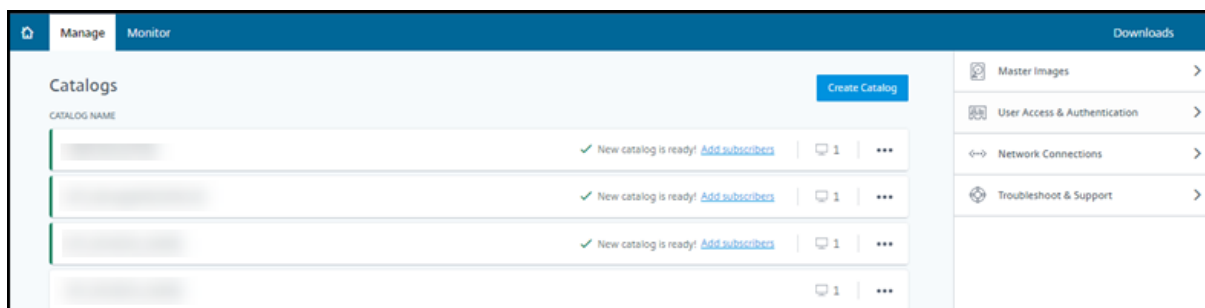 Manage
Monitor
Downloads
Catalogs
Create Catalog
CATALOG NAME
New catalog is ready! Add subscribers 1
New catalog is ready! Add subscribers 1
New catalog is ready! Add subscribers 1
1
Master Images
User Access & Authentication
Network Connections
Troubleshoot & Support